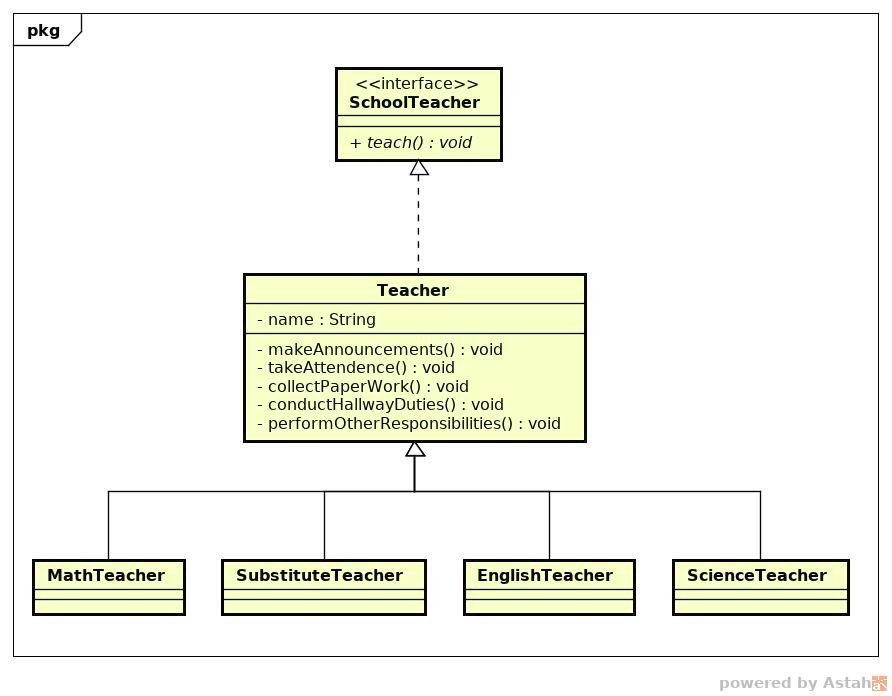 pkg
<<interface>>
SchoolTeacher
+ teach() : void
Teacher
- name : String
- makeAnnouncements() : void
- takeAttendence() : void
- collectPaperWork() : void
- conductHallwayDuties() : void
- performOtherResponsibilities() : void
MathTeacher
SubstituteTeacher
EnglishTeacher
ScienceTeacher
powered by Astah